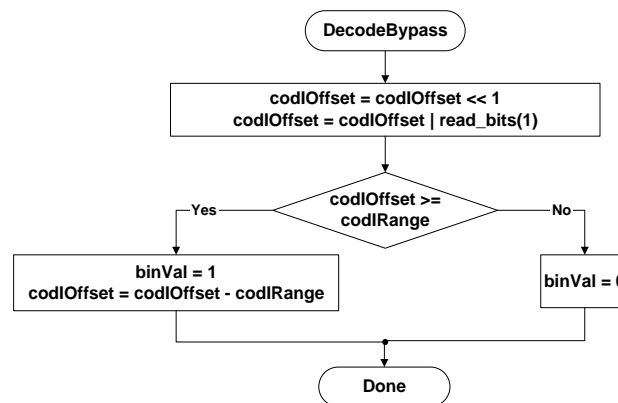 DecodeBypass
codIOffset = codIOffset << 1
codIOffset = codIOffset | read_bits(1)
codIOffset >=
codIRange
Yes
No
binVal = 1
codIOffset = codIOffset - codIRange
binVal =
Done